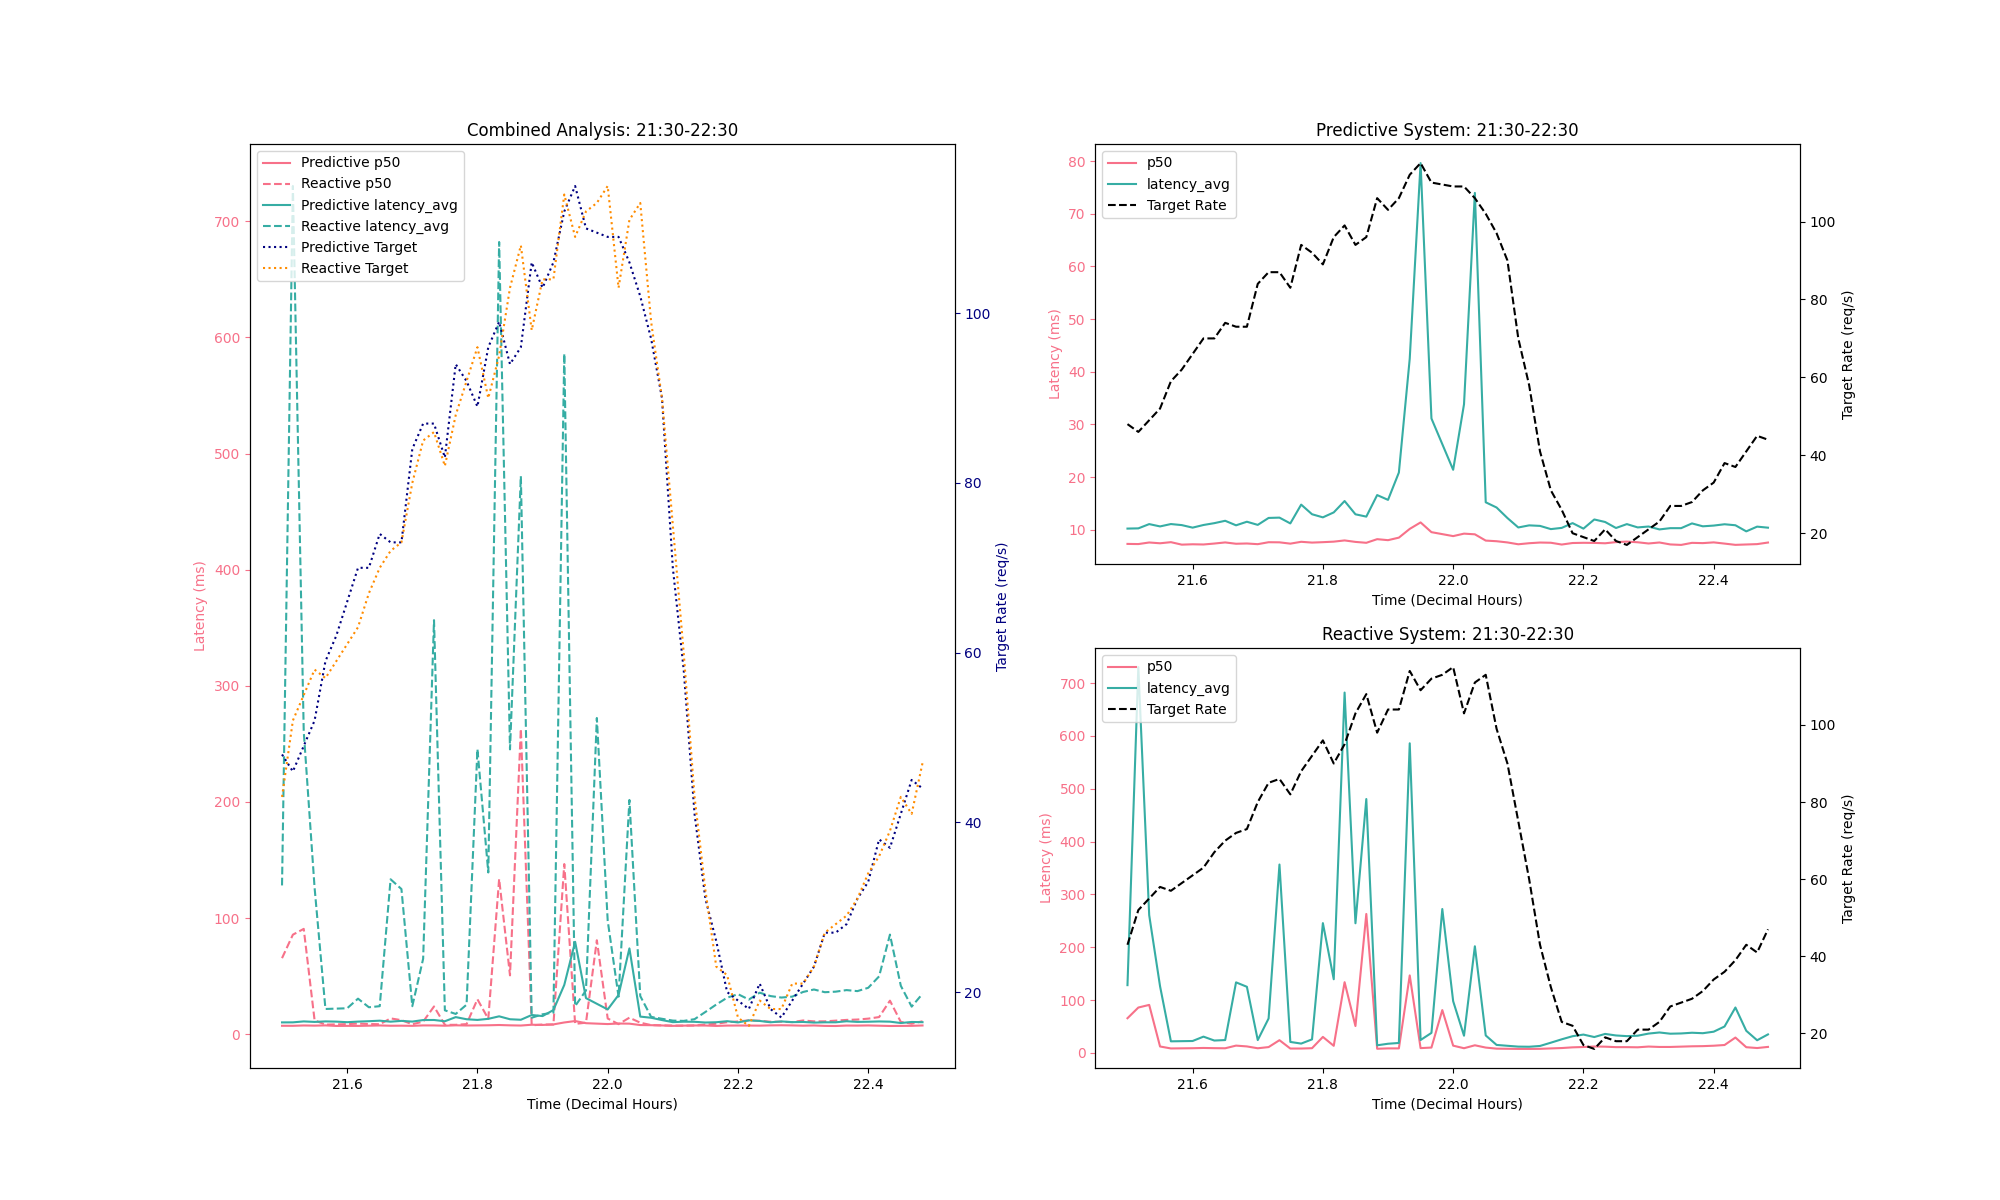 Combined Analysis: 21:30-22:30
Predictive p50
Reactive p50
Predictive latency_avg
Reactive latency_avg
Predictive Target
Reactive Target
700
600
500
400
300
200
100
0
Latency (ms)
100
80
60
40
20
Target Rate (req/s)
21.6 21.8 22.0 22.2 22.4
Time (Decimal Hours)
Predictive System: 21:30-22:30
p50
latency_avg
Target Rate
80
70
60
50
40
30
20
10
Latency (ms)
100
80
60
40
20
Target Rate (req/s)
21.6 21.8 22.0 22.2 22.4
Time (Decimal Hours)
Reactive System: 21:30-22:30
p50
latency_avg
Target Rate
700
600
500
400
300
200
100
0
Latency (ms)
100
80
60
40
20
Target Rate (req/s)
21.6 21.8 22.0 22.2 22.4
Time (Decimal Hours)